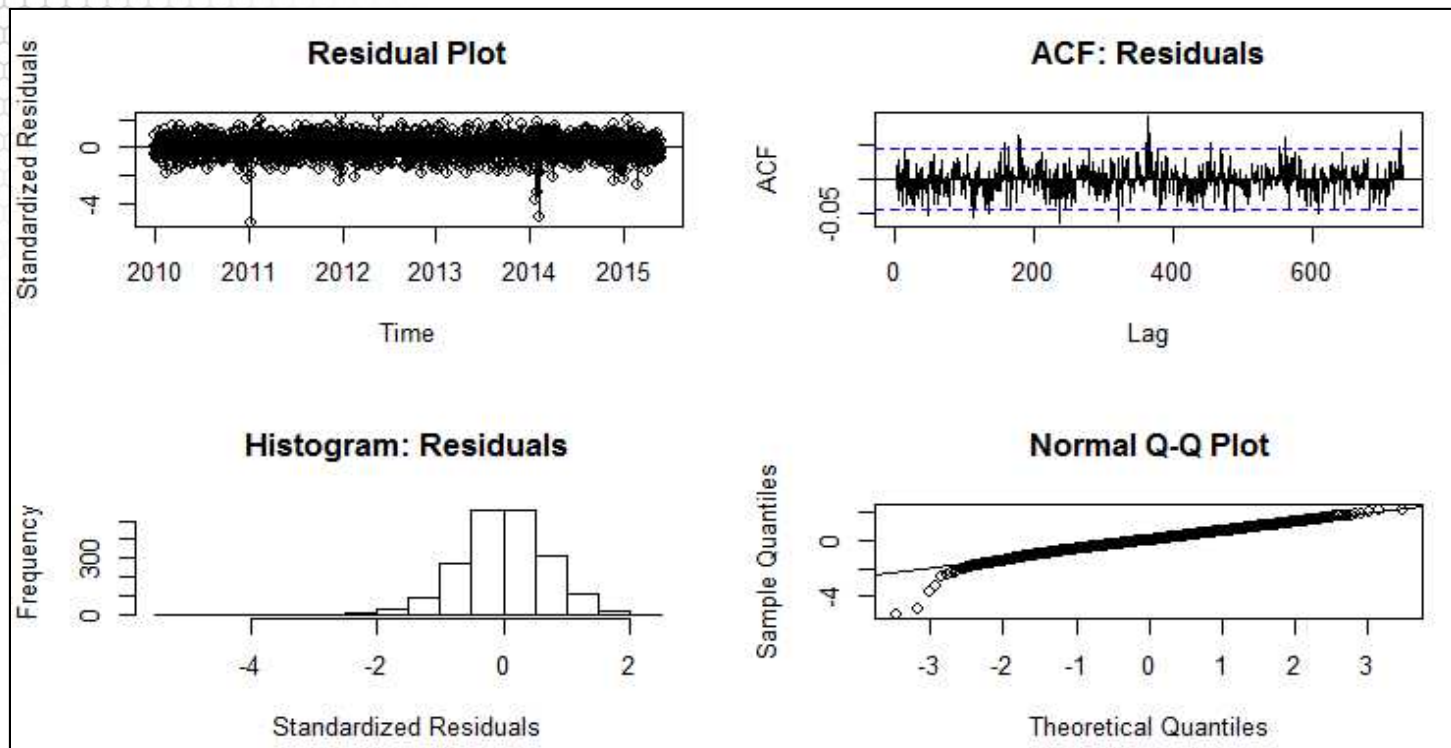 Residual Plot
Standardized Residuals
0
-4
2010 2011 2012 2013 2014 2015
Time
ACF: Residuals
ACF
-0.05
0 200 400 600
Lag
Histogram: Residuals
Frequency
300
0
-4 -2 0 2
Standardized Residuals
Normal Q-Q Plot
Sample Quantiles
0
-4
-3 -2 -1 0 1 2 3
Theoretical Quantiles